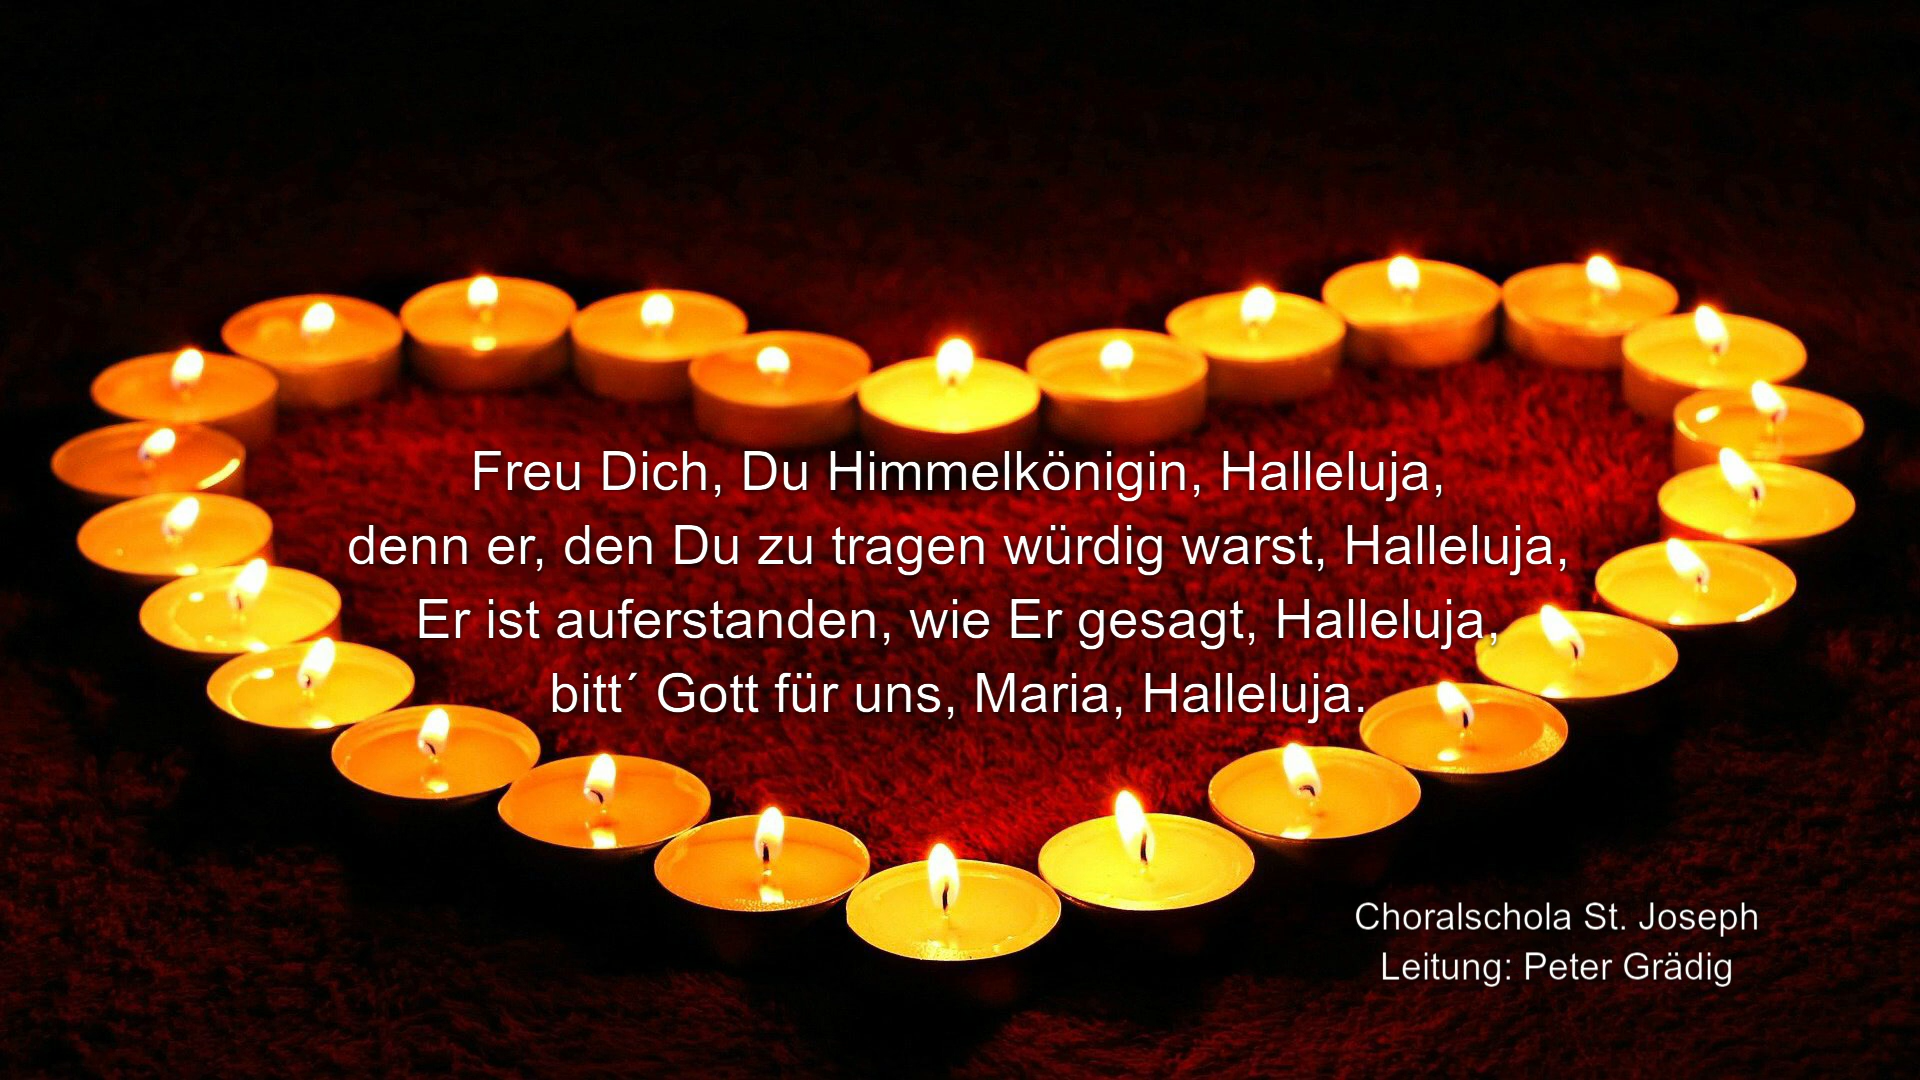 Freu Dich, Du Himmelkönigin, Halleluja,
denn er, den Du zu tragen würdig warst, Halleluja,
Er ist auferstanden, wie Er gesagt, Halleluja,
bitt´ Gott für uns, Maria, Halleluja.
Choralschola St. Joseph
Leitung: Peter Grädig